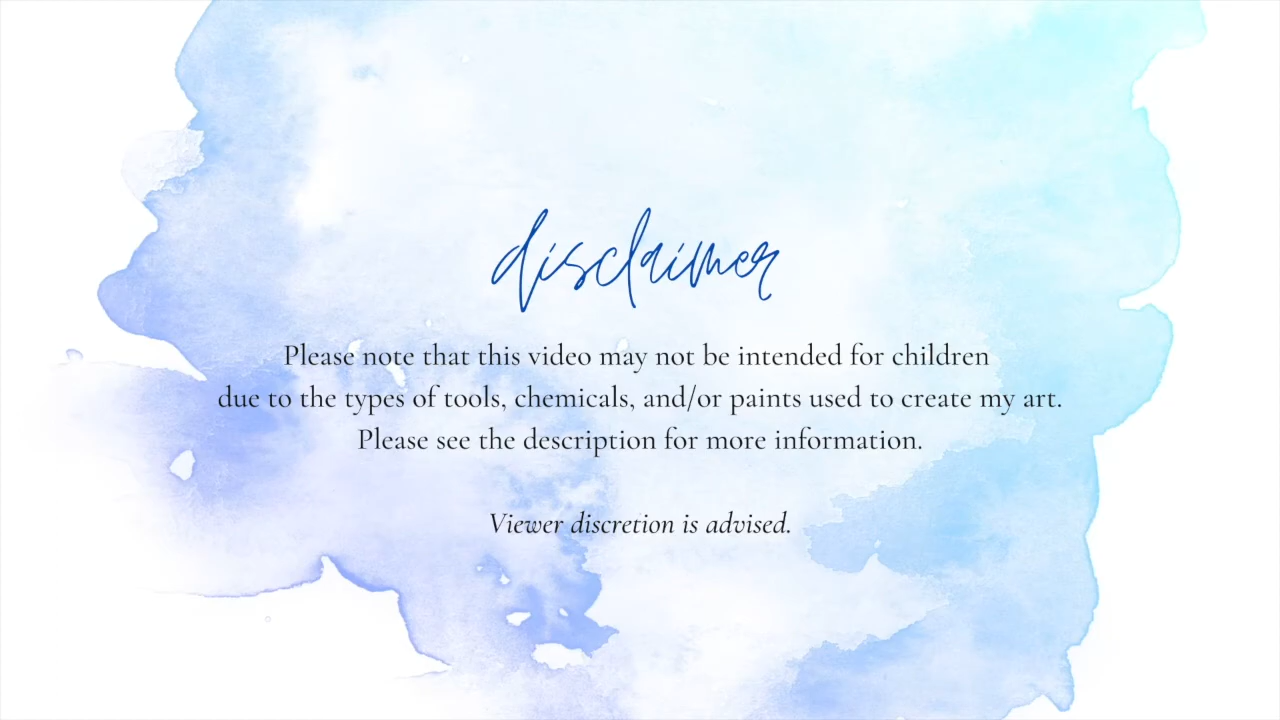 disclaimer
Please note that this video may not be intended for children
due to the types of tools, chemicals, and/or paints used to create my art.
Please see the description for more information.
Viewer discretion is advised.